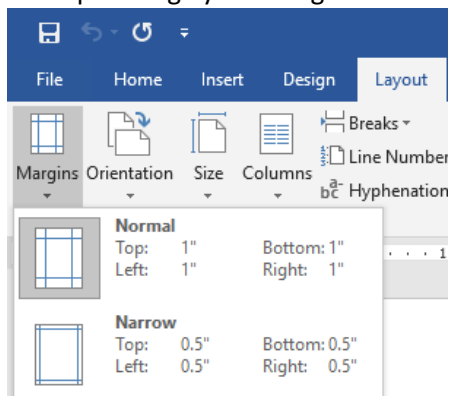 File Home Insert Design Layout
Breaks
Line Number
Margins Orientation Size Columns
Hyphenation
Normal
Top: 1" Bottom: 1"
Left: 1" Right: 1"
1
Narrow
Top: 0.5" Bottom: 0.5"
Left: 0.5" Right: 0.5"